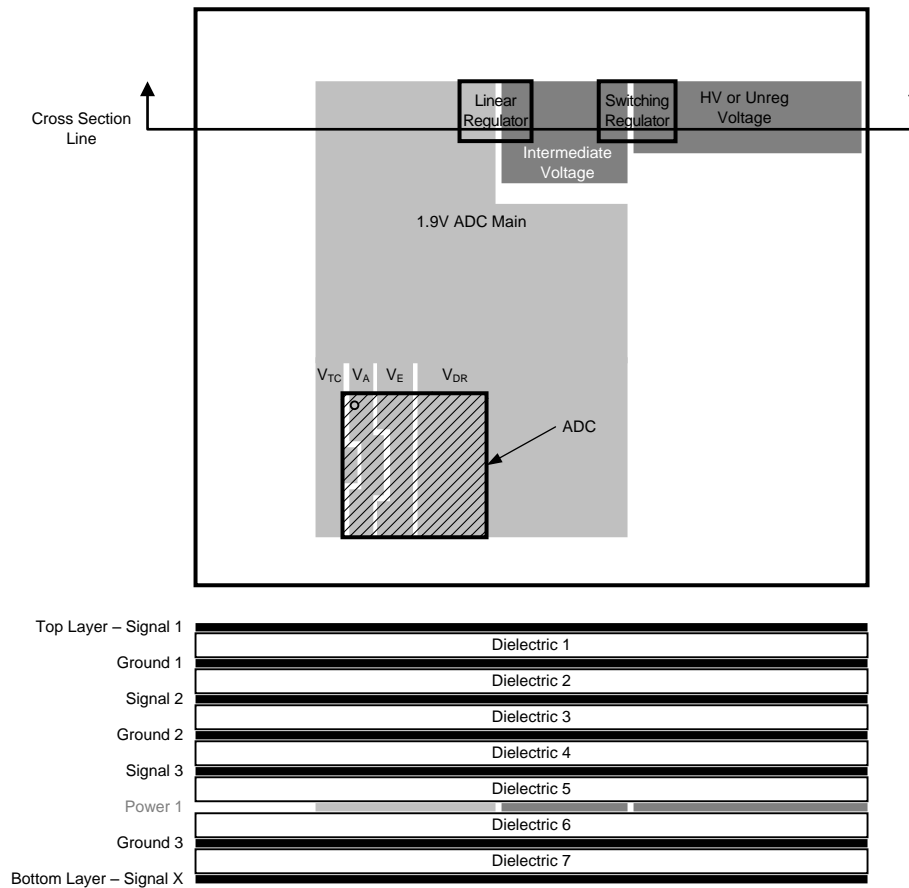 Linear
Regulator
Switching
Regulator
HV or Unreg
Voltage
Cross Section
Line
Intermediate
Voltage
1.9V ADC Main
VTC VA VE VDR
ADC
Top Layer – Signal 1
Dielectric 1
Ground 1
Dielectric 2
Signal 2
Dielectric 3
Ground 2
Dielectric 4
Signal 3
Dielectric 5
Power 1
Dielectric 6
Ground 3
Dielectric 7
Bottom Layer – Signal X